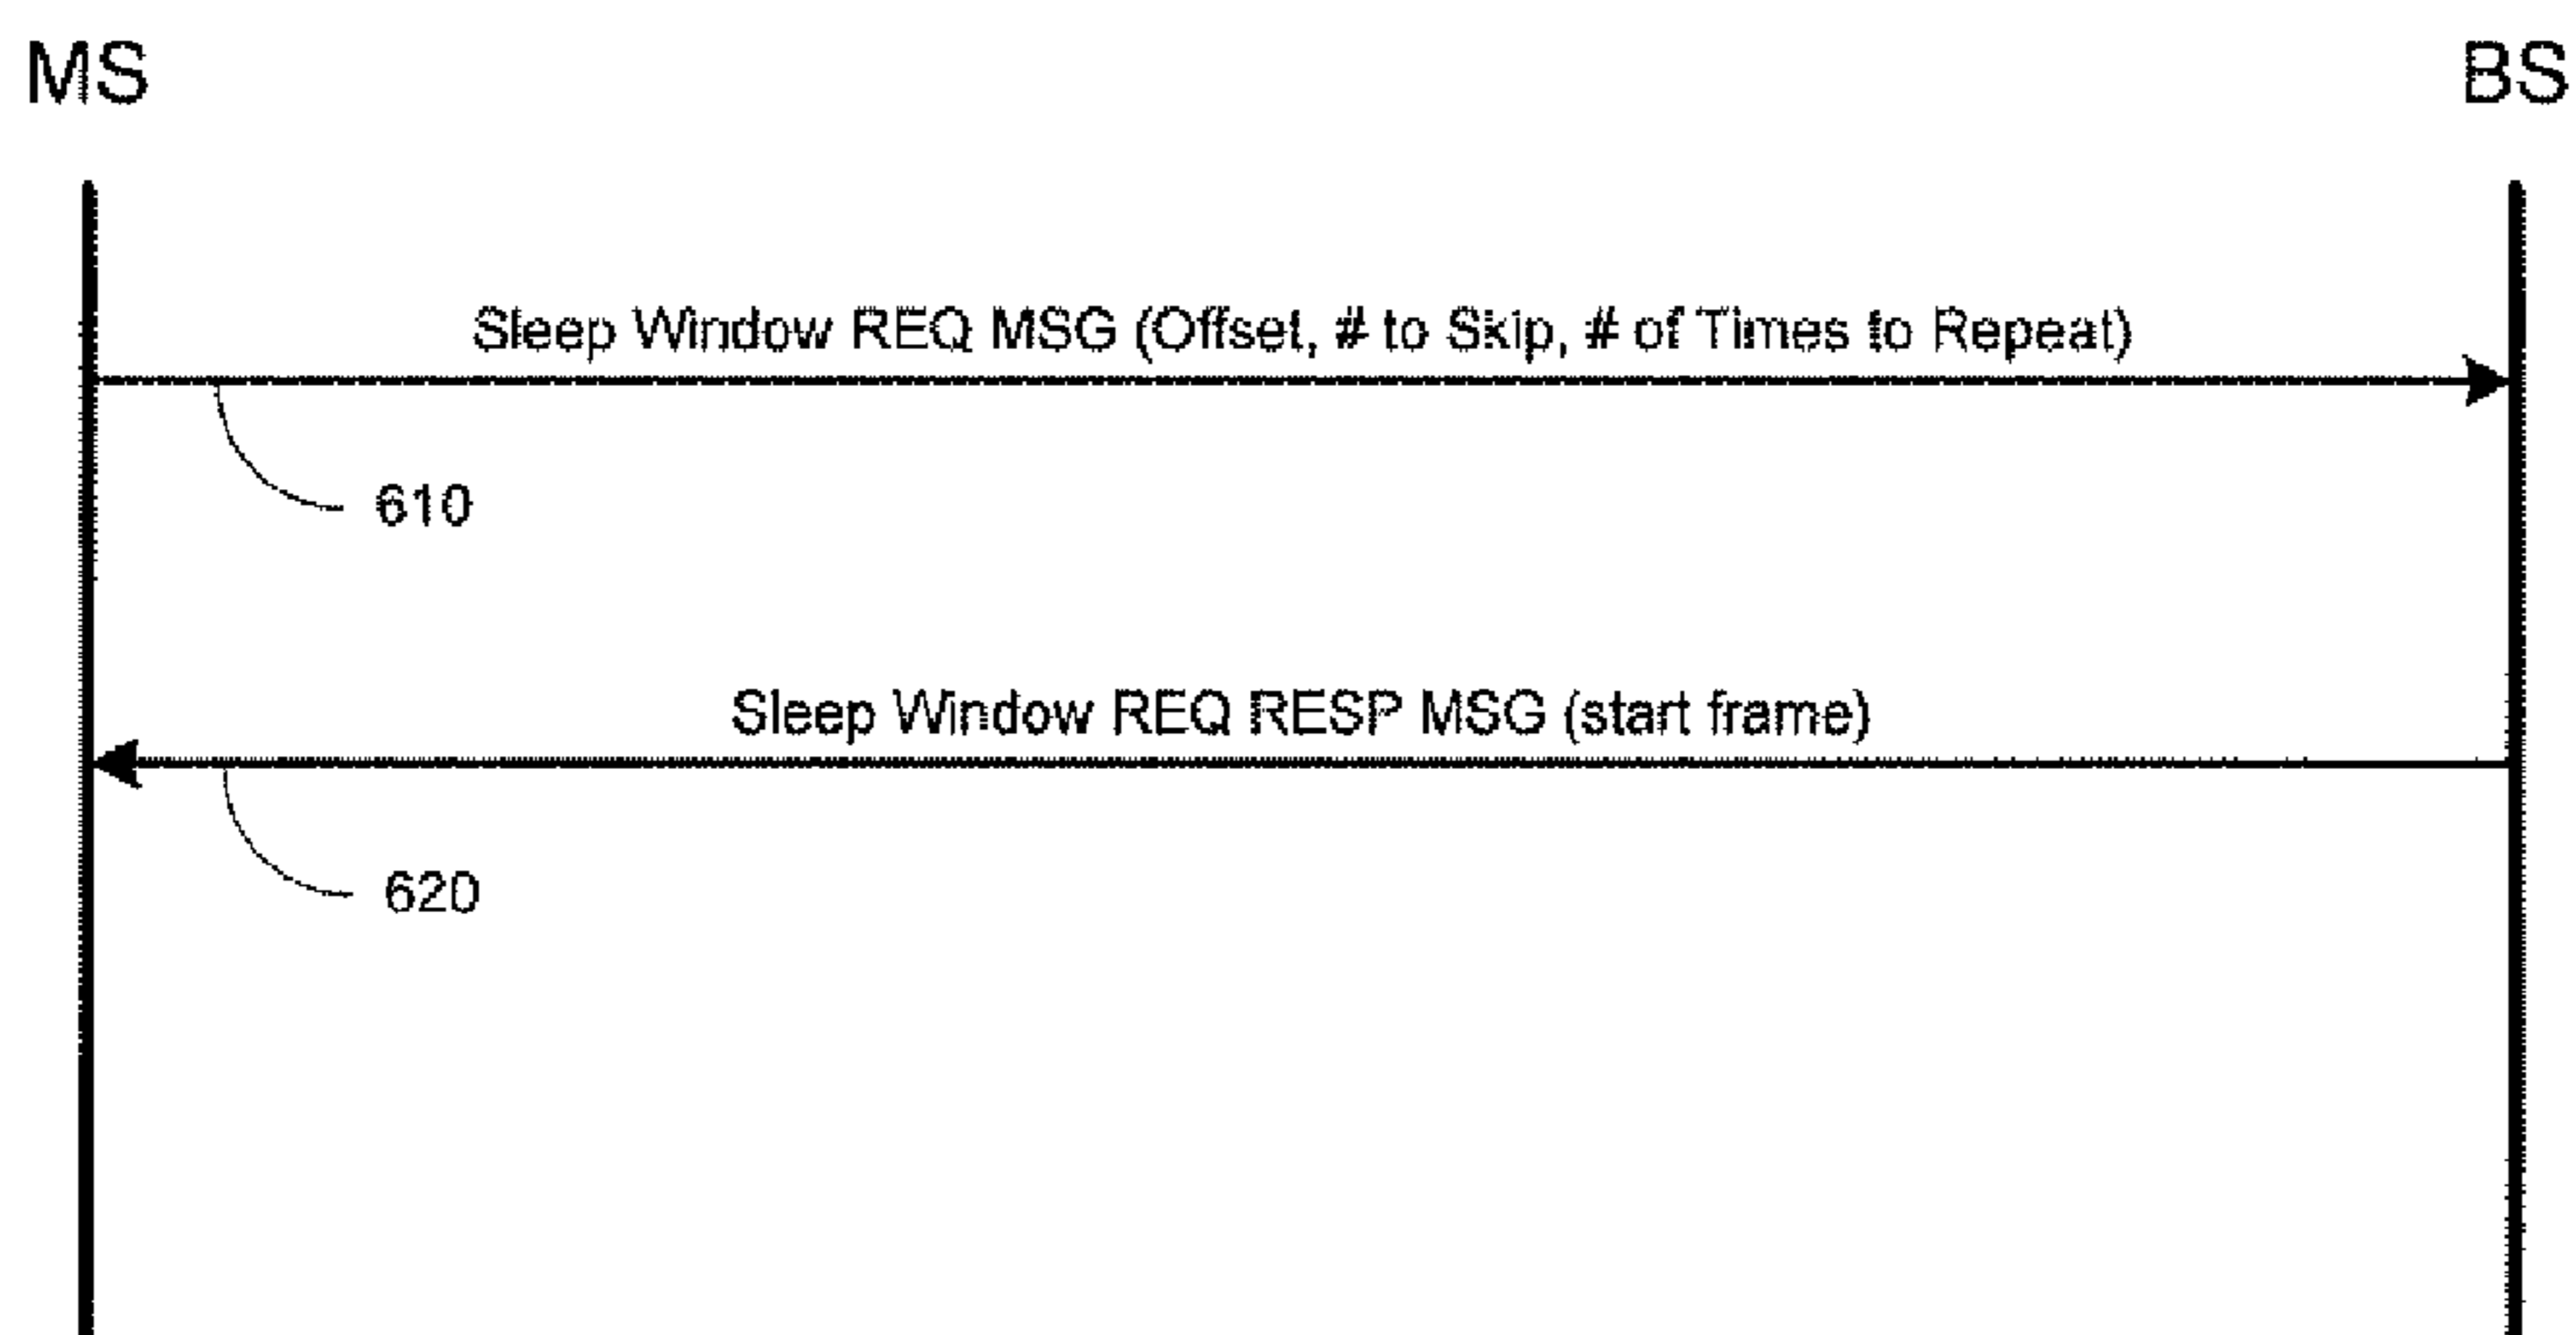 MS
BS
Sleep Window REQ MSG (Offset, # to Skip, # of Times to Repeat)
610
Sleep Window REQ RESP MSG (start frame)
620